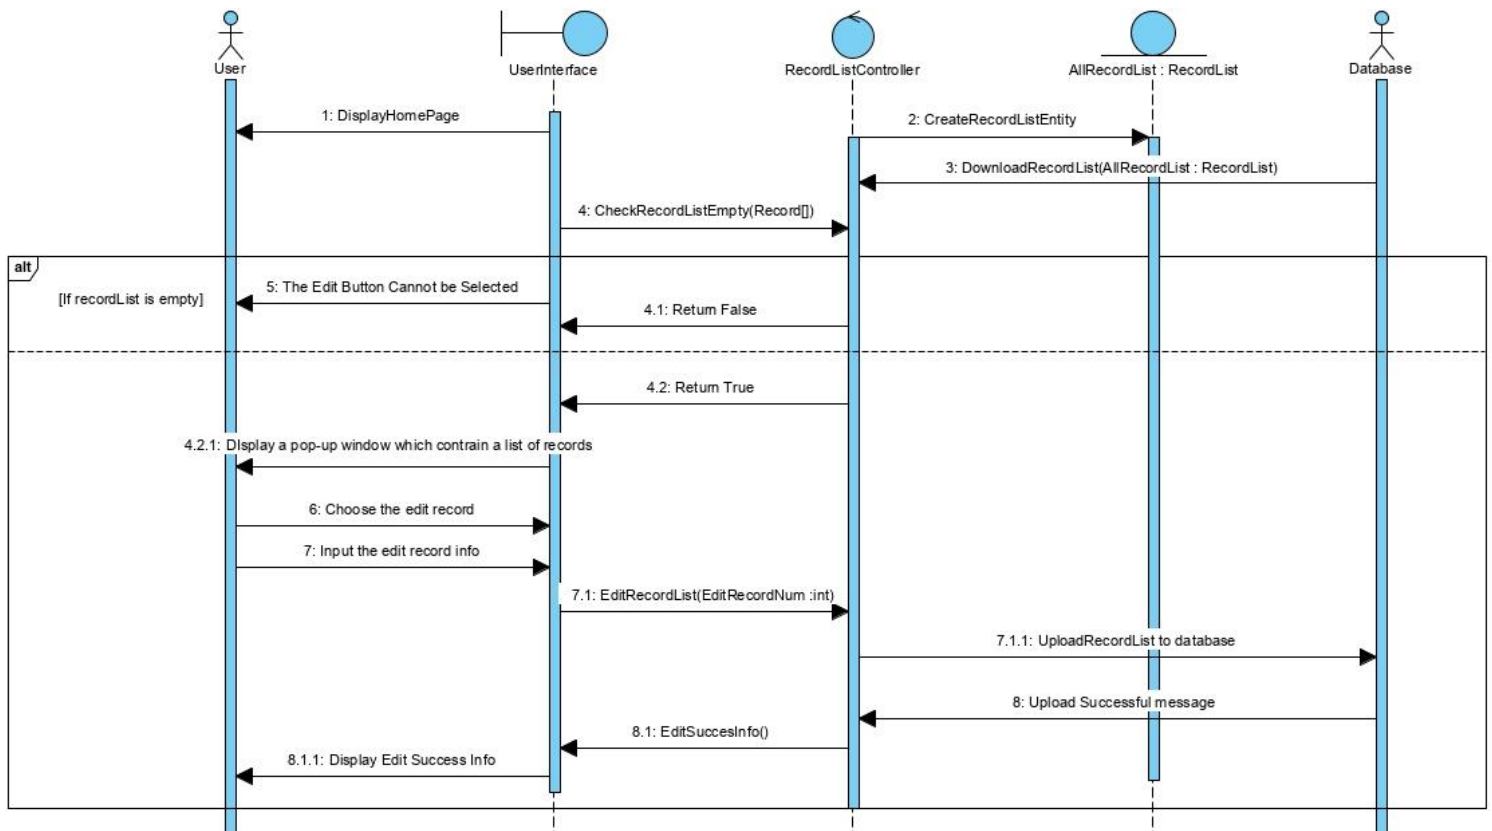 User
UserInterface
RecordListController
AllRecordList : RecordList
Database
1: DisplayHomePage
2: CreateRecordListEntity
3: DownloadRecordList(AllRecordList : RecordList)
4: CheckRecordListEmpty(Record[])
alt
[If recordList is empty]
5: The Edit Button Cannot be Selected
4.1: Return False
4.2: Return True
4.2.1: DIsplay a pop-up window which contrain a list of records
6: Choose the edit record
7: Input the edit record info
7.1: EditRecordList(EditRecordNum :int)
7.1.1: UploadRecordList to database
8: Upload Successful message
8.1: EditSuccesInfo()
8.1.1: Display Edit Success Info